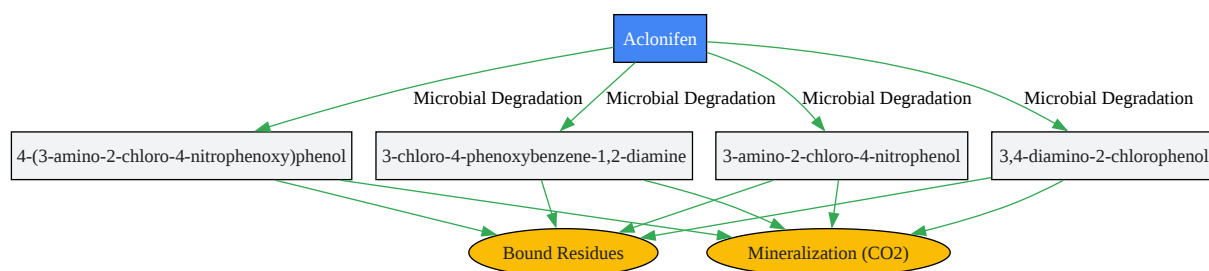 Aclonifen
Microbial Degradation Microbial Degradation Microbial Degradation Microbial Degradation
4-(3-amino-2-chloro-4-nitrophenoxy)phenol 3-chloro-4-phenoxybenzene-1,2-diamine 3-amino-2-chloro-4-nitrophenol 3,4-diamino-2-chlorophenol
Bound Residues Mineralization (CO2)